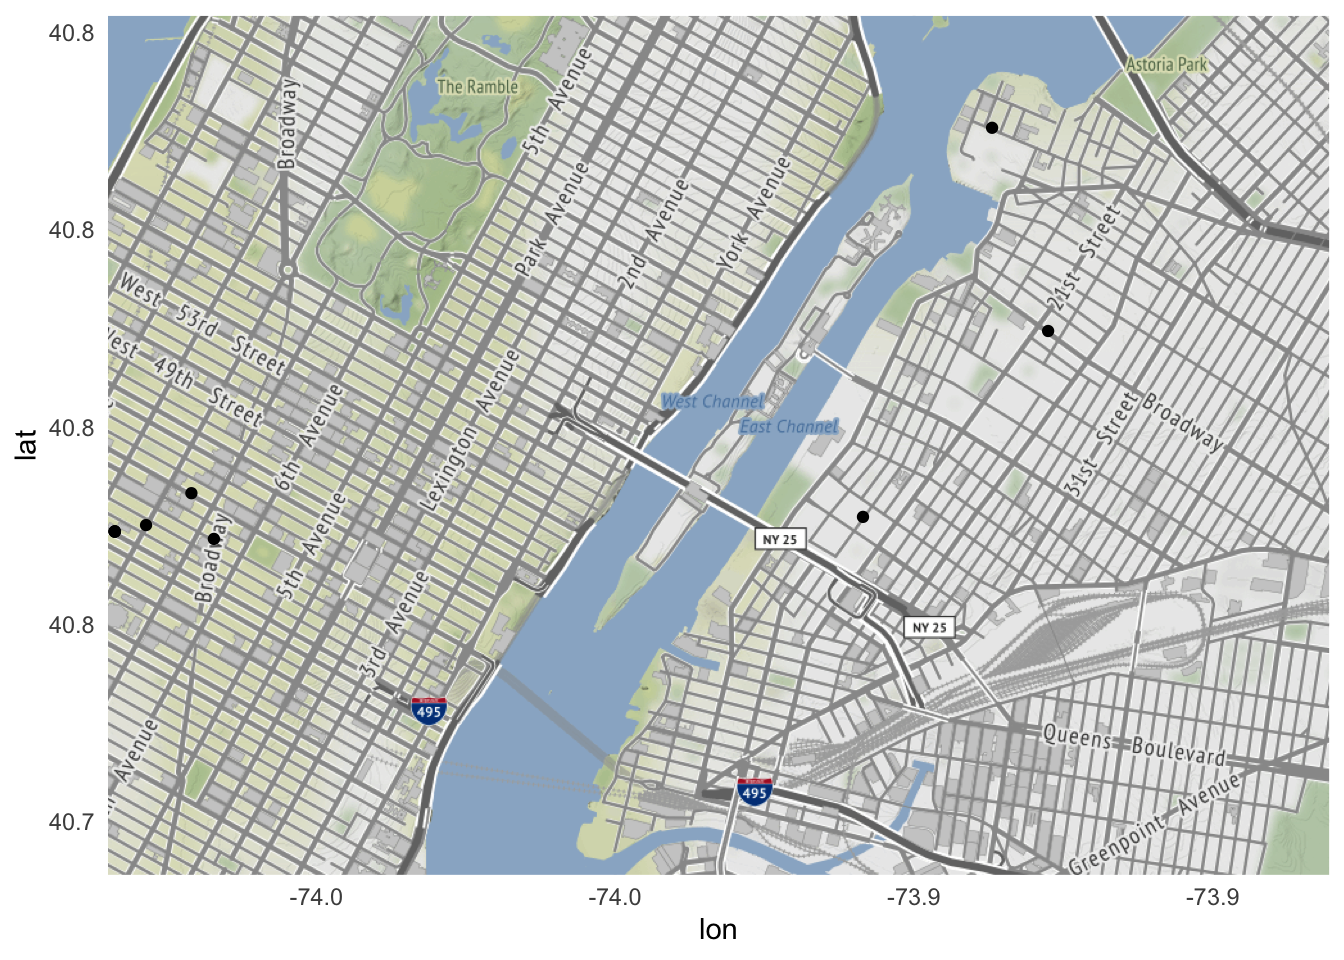 40.8
40.8
40.8
40.8
40.7
lat
Broadway
The Ramble
5th Avenue
Park Avenue
2nd Avenue
York Avenue
Astoria Park
21st Street
West 53rd Street
West 49th Street
6th Avenue
Lexington Avenue
West Channel
East Channel
31st Street
Broadway
Broadway
5th Avenue
3rd Avenue
NY 25
NY 25
495
495
Avenue
Queens Boulevard
Greenpoint Avenue
-74.0
-74.0
-73.9
-73.9
lon